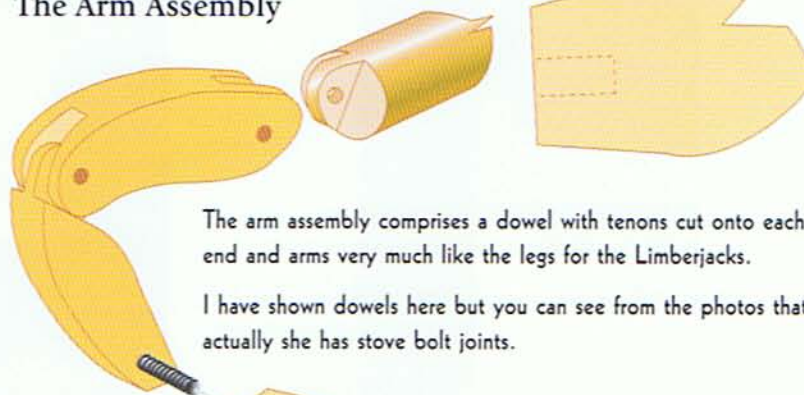 The Arm Assembly
The arm assembly comprises a dowel with tenons cut onto each
end and arms very much like the legs for the Limberjacks.
I have shown dowels here but you can see from the photos that
actually she has stove bolt joints.